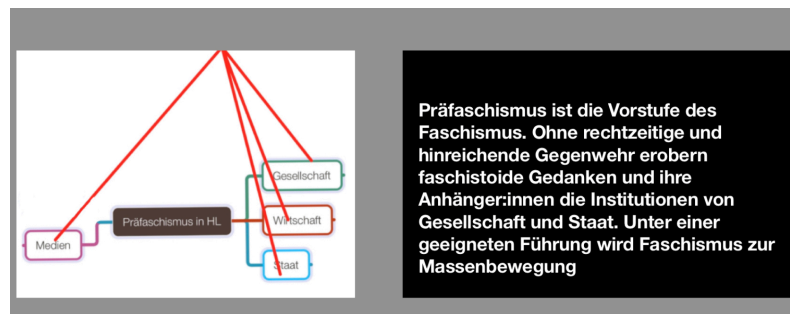 Gesellschaft
Präfaschismus in HL
Wirtschaft
Medien
Staat
Präfaschismus ist die Vorstufe des
Faschismus. Ohne rechtzeitige und
hinreichende Gegenwehr erobern
faschistoide Gedanken und ihre
Anhänger:innen die Institutionen von
Gesellschaft und Staat. Unter einer
geeigneten Führung wird Faschismus zur
Massenbewegung